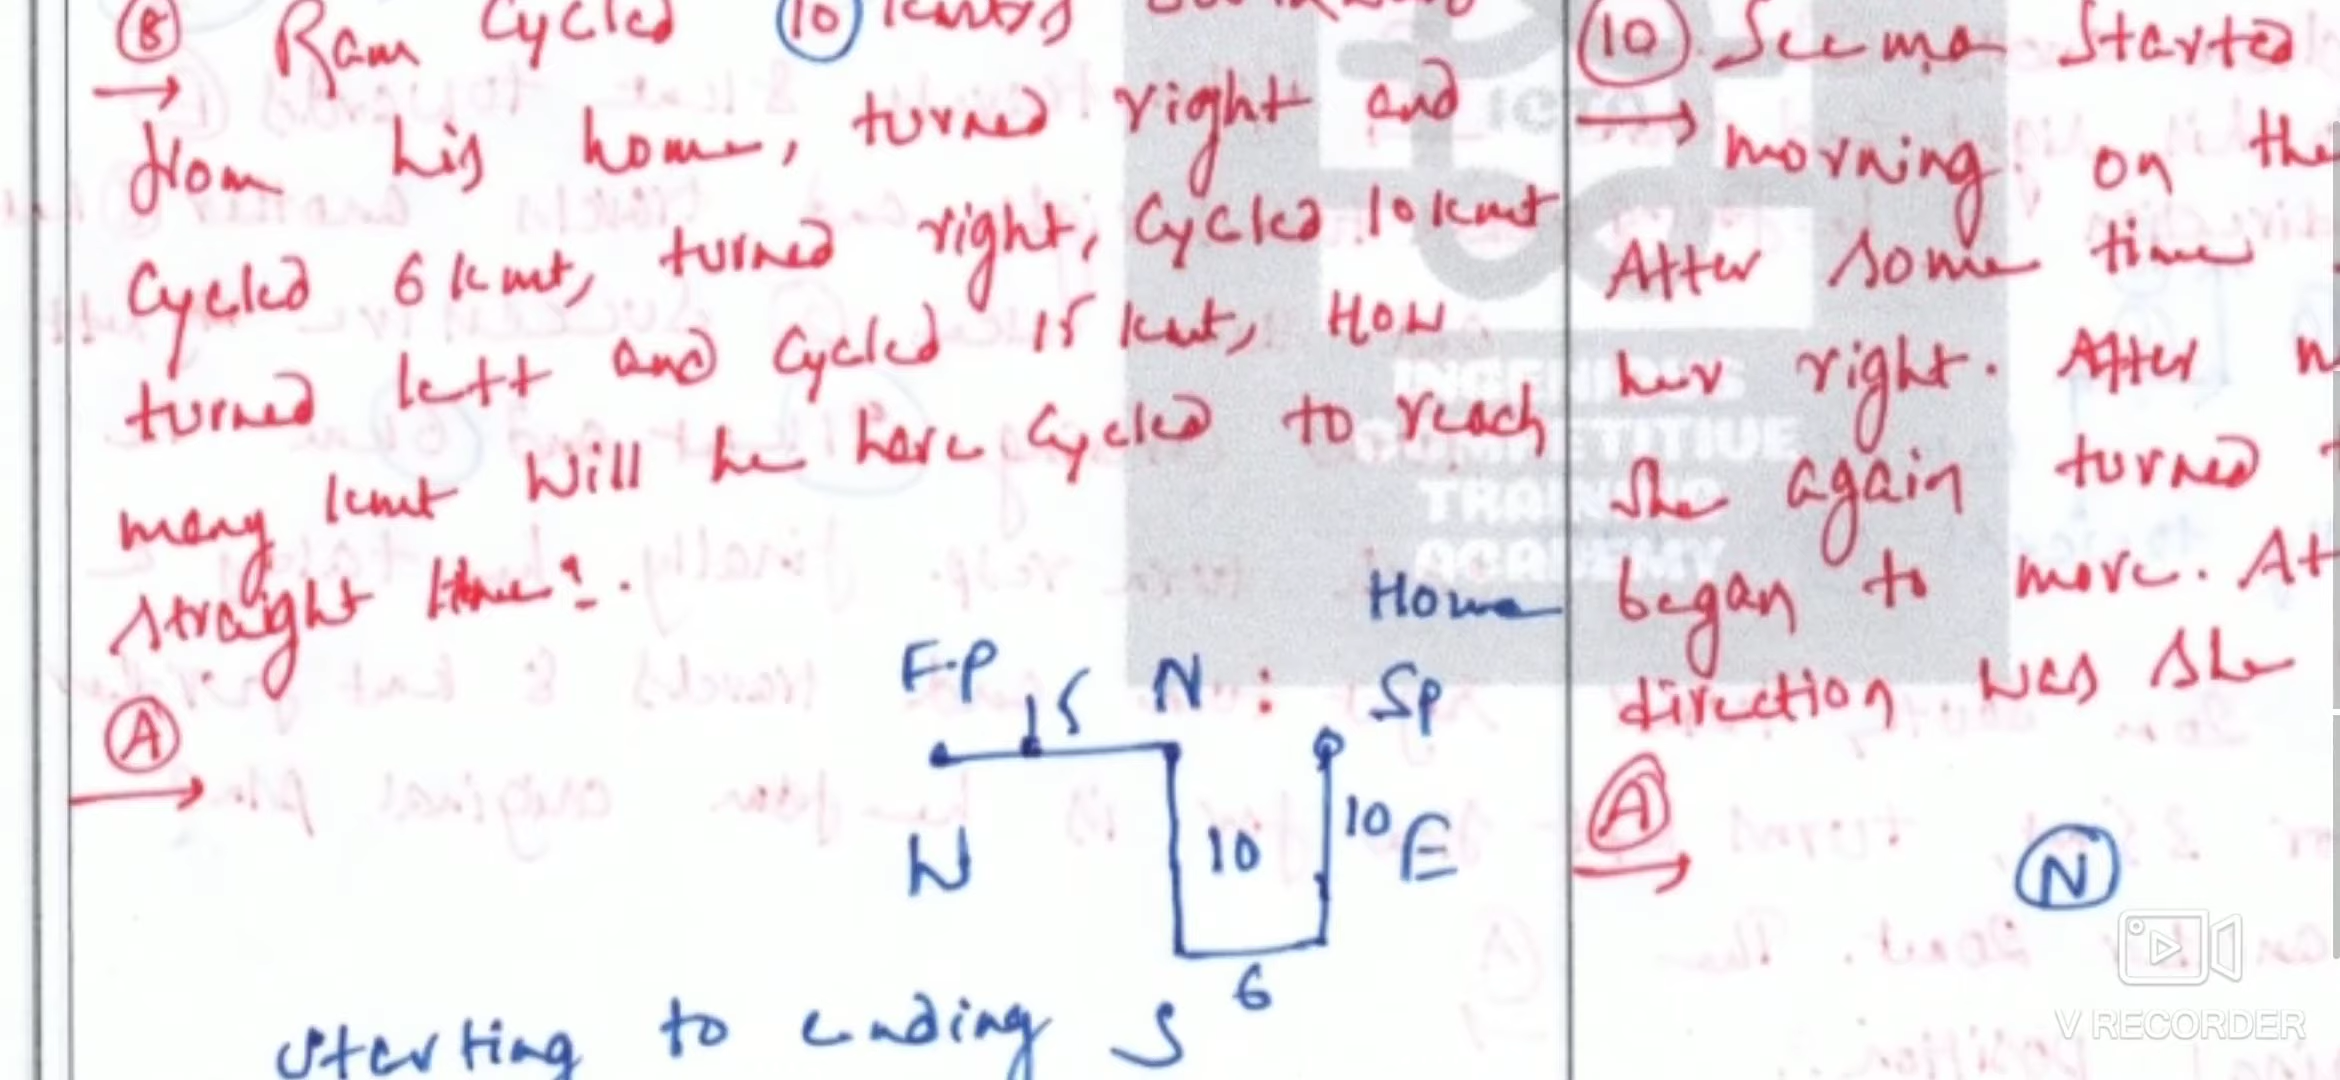 ⑧ Ram Cycled ⑩
from his home, turned right and
Cycled 6 kmt, turned right, Cycled 10 kmt
turned left and Cycled 15 kmt, How
many kmt will he have Cycled to reach
straight
Ⓐ
Home
F.P 15 N : SP
W 10 10 E
6
starting to ending S
⑩ Seema Started
morning on the
After some time
her right. After
She again turned
began to move. At
direction was she
Ⓐ
Ⓝ
INGENIOUS
COMPETITIVE
TRAINING
ACADEMY
V RECORDER